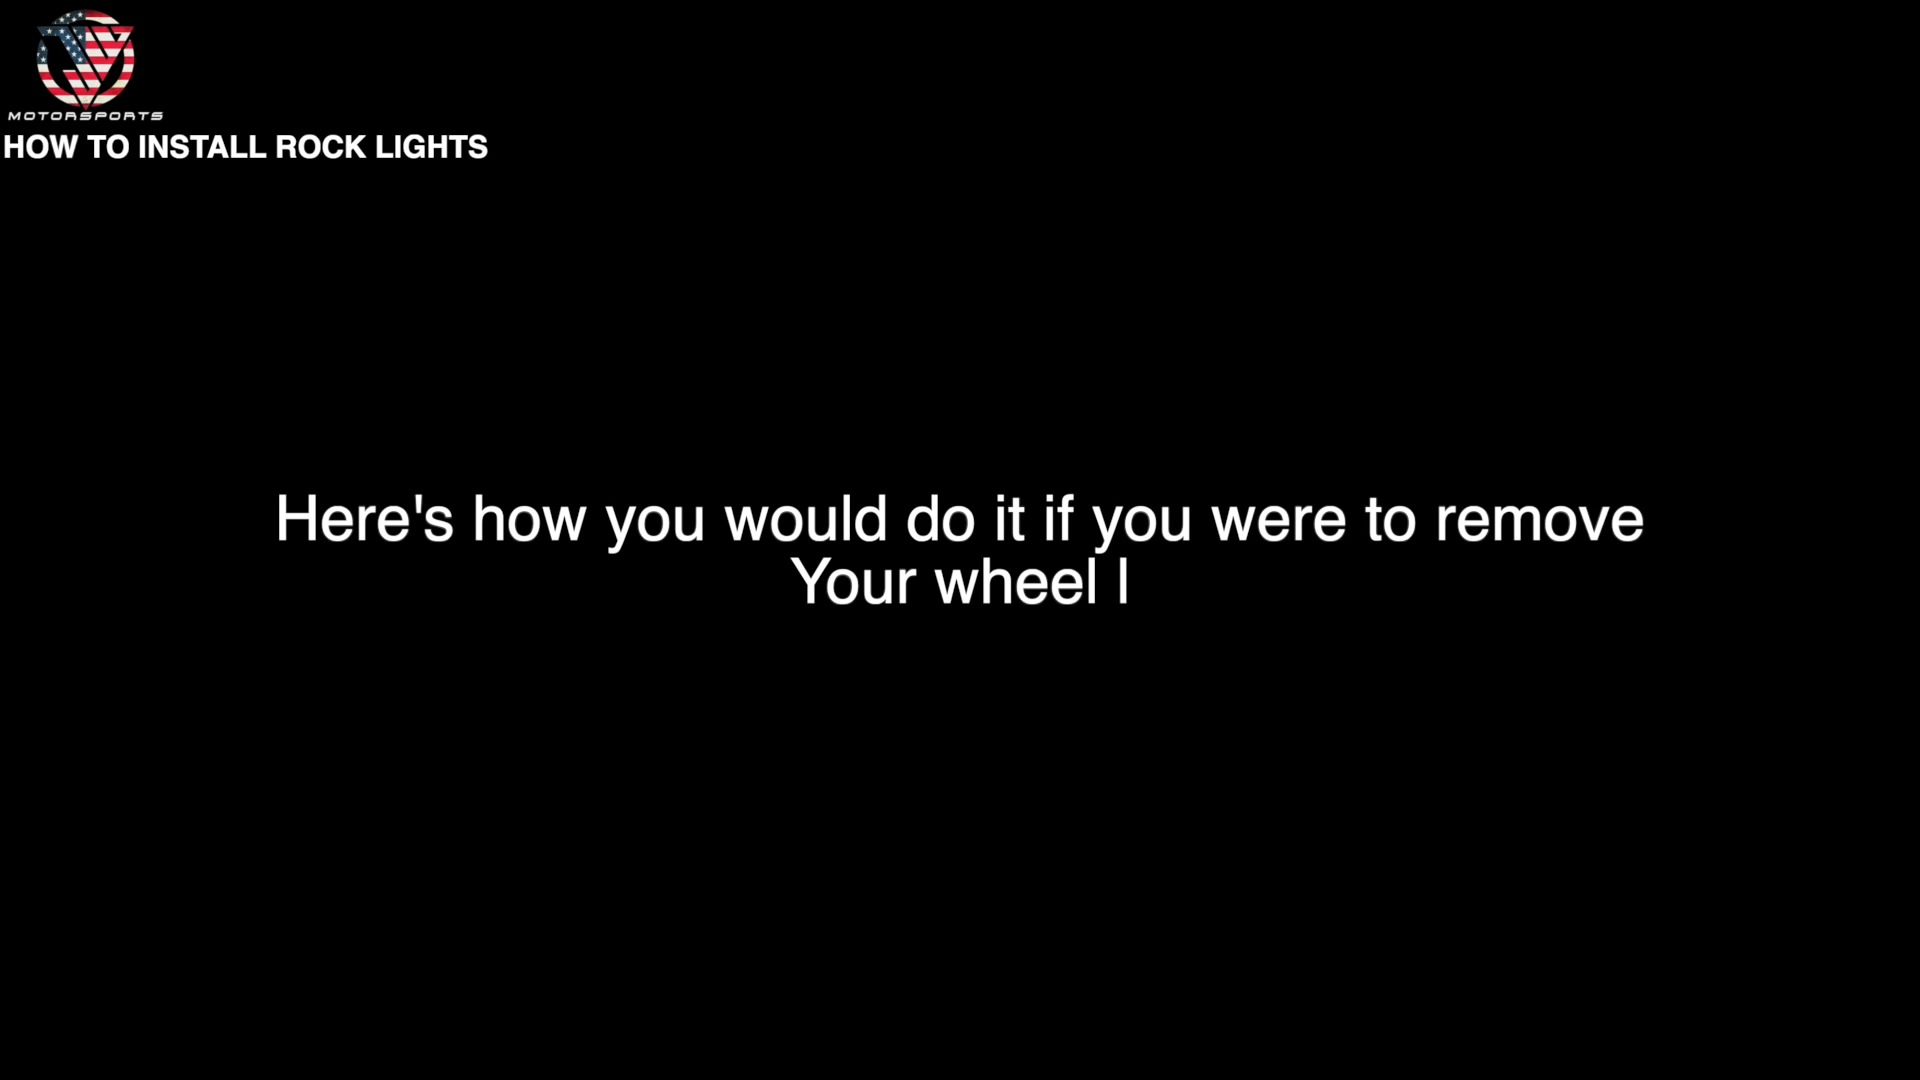 MOTORSPORTS
HOW TO INSTALL ROCK LIGHTS
Here's how you would do it if you were to remove
Your wheel l